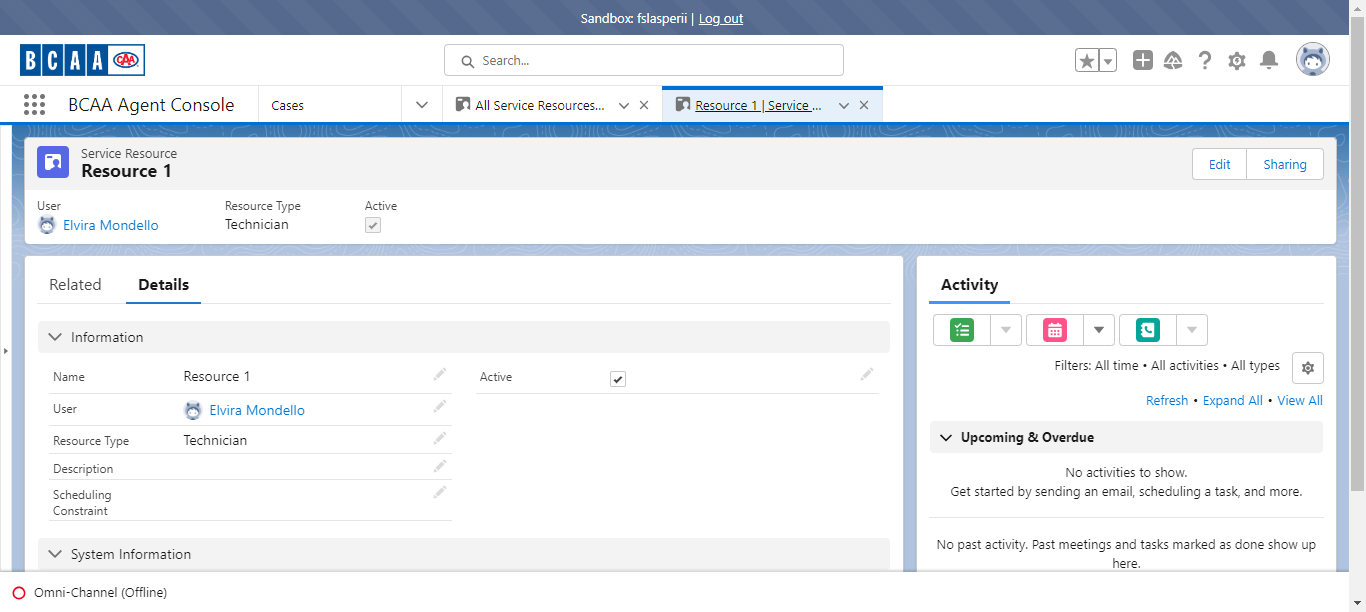 Sandbox: fslasperii | Log out
BCAA CAA
Search...
BCAA Agent Console
Cases
All Service Resources...
Resource 1 | Service ...
Service Resource
Resource 1
Edit
Sharing
User
Resource Type
Active
Elvira Mondello
Technician
Related
Details
Information
Name
Resource 1
Active
User
Elvira Mondello
Resource Type
Technician
Description
Scheduling
Constraint
System Information
Activity
Filters: All time • All activities • All types
Refresh • Expand All • View All
Upcoming & Overdue
No activities to show.
Get started by sending an email, scheduling a task, and more.
No past activity. Past meetings and tasks marked as done show up
here.
Omni-Channel (Offline)